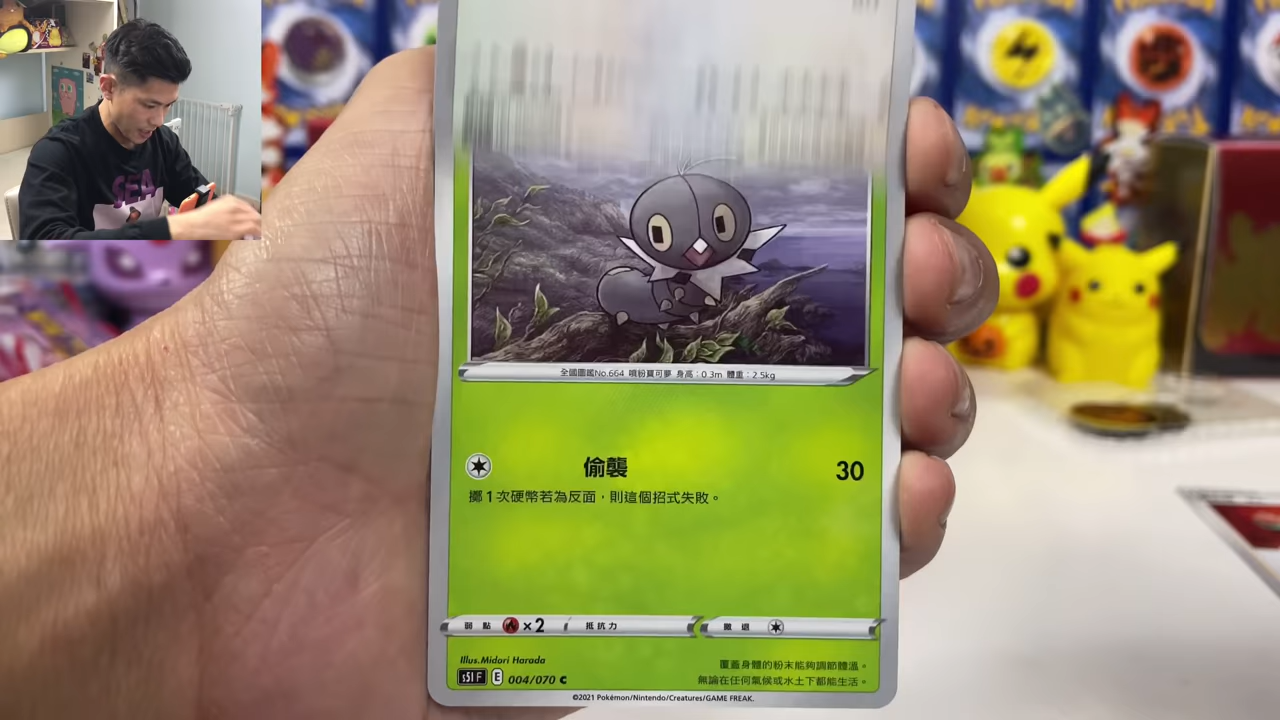 SEA
全國圖鑑No.664 噴粉寶可夢 身高：0.3m 體重：2.5kg
偷襲 30
擲1次硬幣若為反面，則這個招式失敗。
弱點 ×2 抵抗力 撤退
Illus.Midori Harada
S5I F E 004/070 C
覆蓋身體的粉末能夠調節體溫。
無論在任何氣候或水土下都能生活。
©2021 Pokémon/Nintendo/Creatures/GAME FREAK.